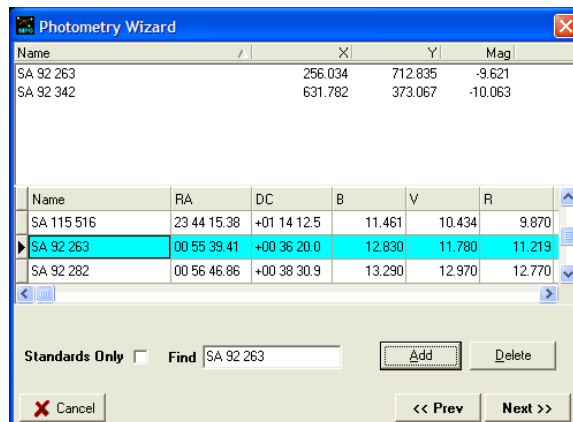 MPO Photometry Wizard
Name / X Y Mag
SA 92 263 256.034 712.835 -9.621
SA 92 342 631.782 373.067 -10.063
Name RA DC B V R
SA 115 516 23 44 15.38 +01 14 12.5 11.461 10.434 9.870
SA 92 263 00 55 39.41 +00 36 20.0 12.830 11.780 11.219
SA 92 282 00 56 46.86 +00 38 30.9 13.290 12.970 12.770
Standards Only Find SA 92 263 Add Delete
Cancel << Prev Next >>